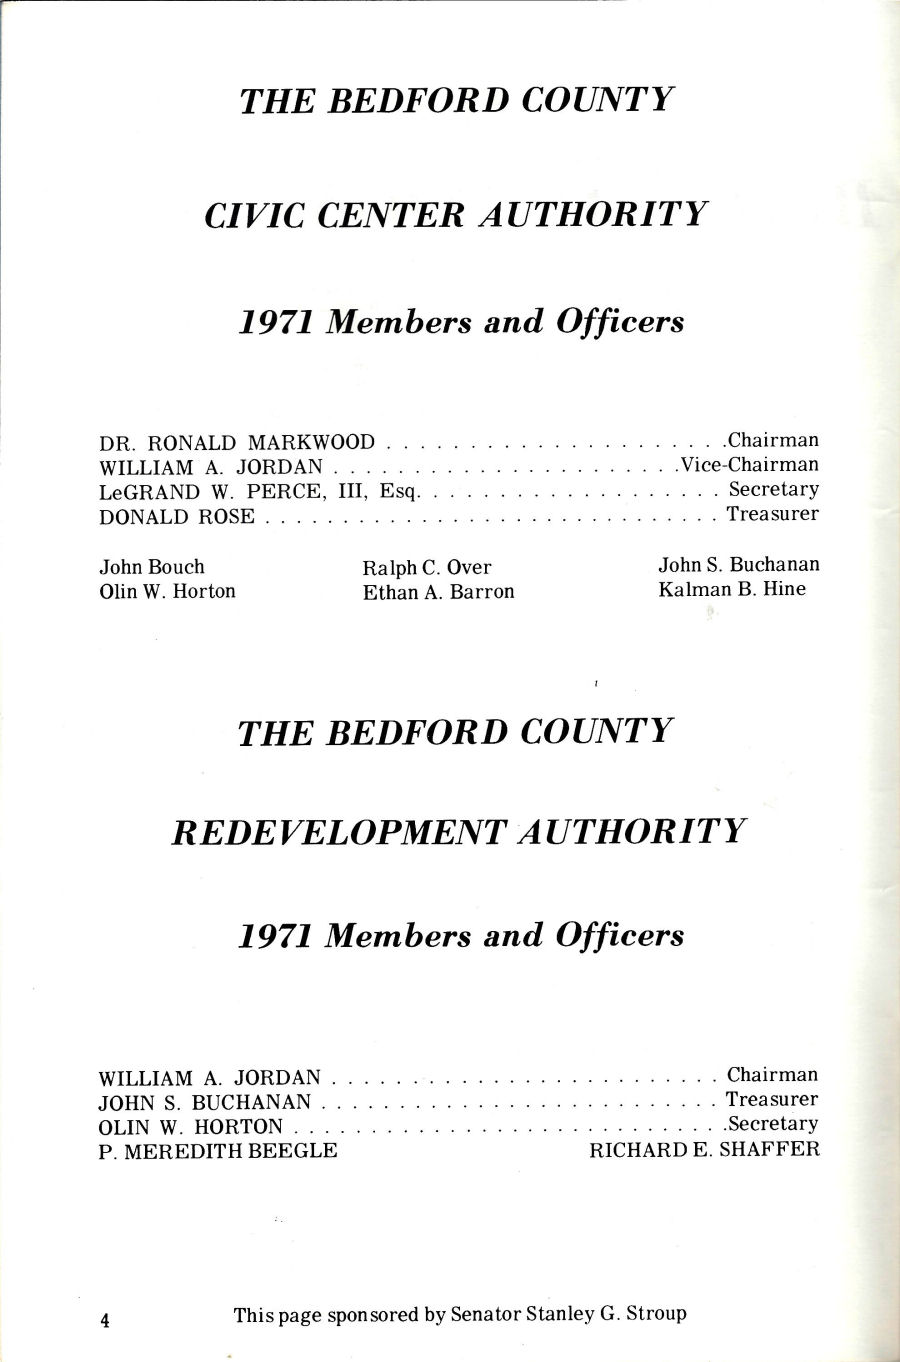 THE BEDFORD COUNTY
CIVIC CENTER AUTHORITY
1971 Members and Officers
DR. RONALD MARKWOOD . . . . . . . . . . . . . . . . . . . . . . .Chairman
WILLIAM A. JORDAN . . . . . . . . . . . . . . . . . . . . . . .Vice-Chairman
LeGRAND W. PERCE, III, Esq. . . . . . . . . . . . . . . . . . . . Secretary
DONALD ROSE . . . . . . . . . . . . . . . . . . . . . . . . . . . . . . Treasurer
John Bouch Ralph C. Over John S. Buchanan
Olin W. Horton Ethan A. Barron Kalman B. Hine
THE BEDFORD COUNTY
REDEVELOPMENT AUTHORITY
1971 Members and Officers
WILLIAM A. JORDAN . . . . . . . . . . . . . . . . . . . . . . . . . Chairman
JOHN S. BUCHANAN . . . . . . . . . . . . . . . . . . . . . . . . . . Treasurer
OLIN W. HORTON . . . . . . . . . . . . . . . . . . . . . . . . . . . . .Secretary
P. MEREDITH BEEGLE RICHARD E. SHAFFER
4 This page sponsored by Senator Stanley G. Stroup